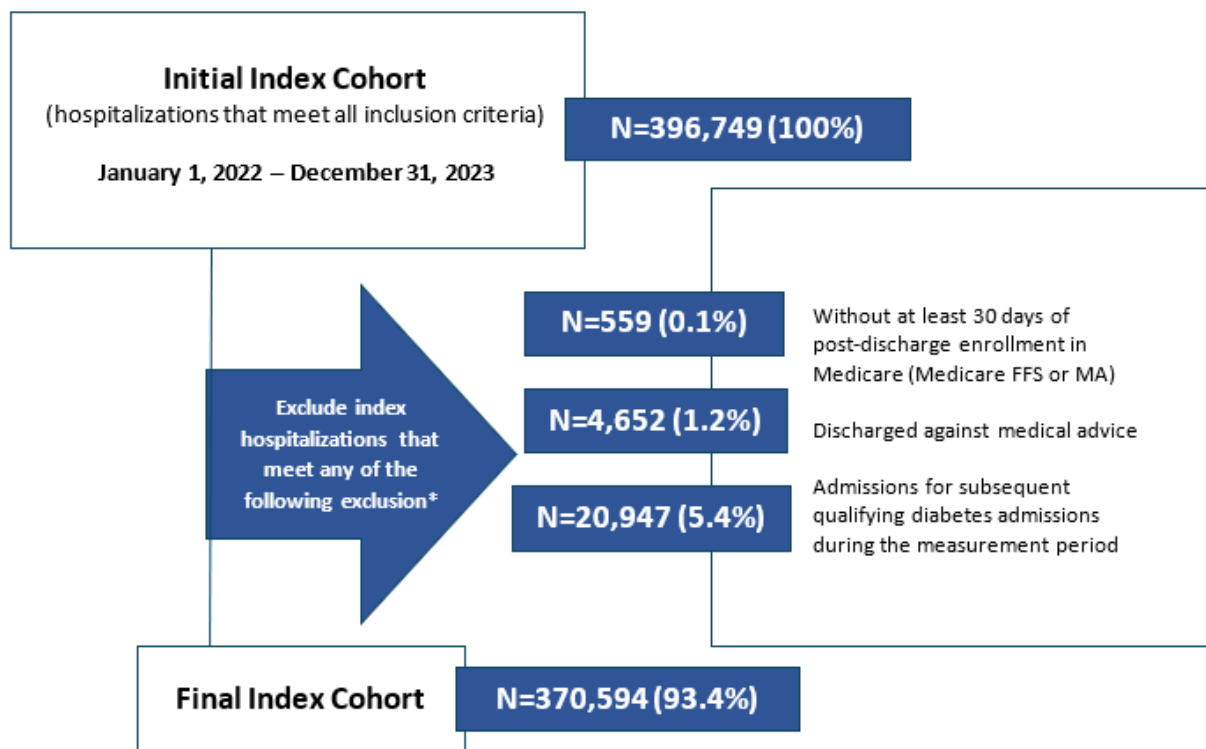 Initial Index Cohort
(hospitalizations that meet all inclusion criteria)
January 1, 2022 – December 31, 2023
N=396,749 (100%)
Exclude index
hospitalizations that
meet any of the
following exclusion*
N=559 (0.1%)
Without at least 30 days of
post-discharge enrollment in
Medicare (Medicare FFS or MA)
N=4,652 (1.2%)
Discharged against medical advice
N=20,947 (5.4%)
Admissions for subsequent
qualifying diabetes admissions
during the measurement period
Final Index Cohort
N=370,594 (93.4%)